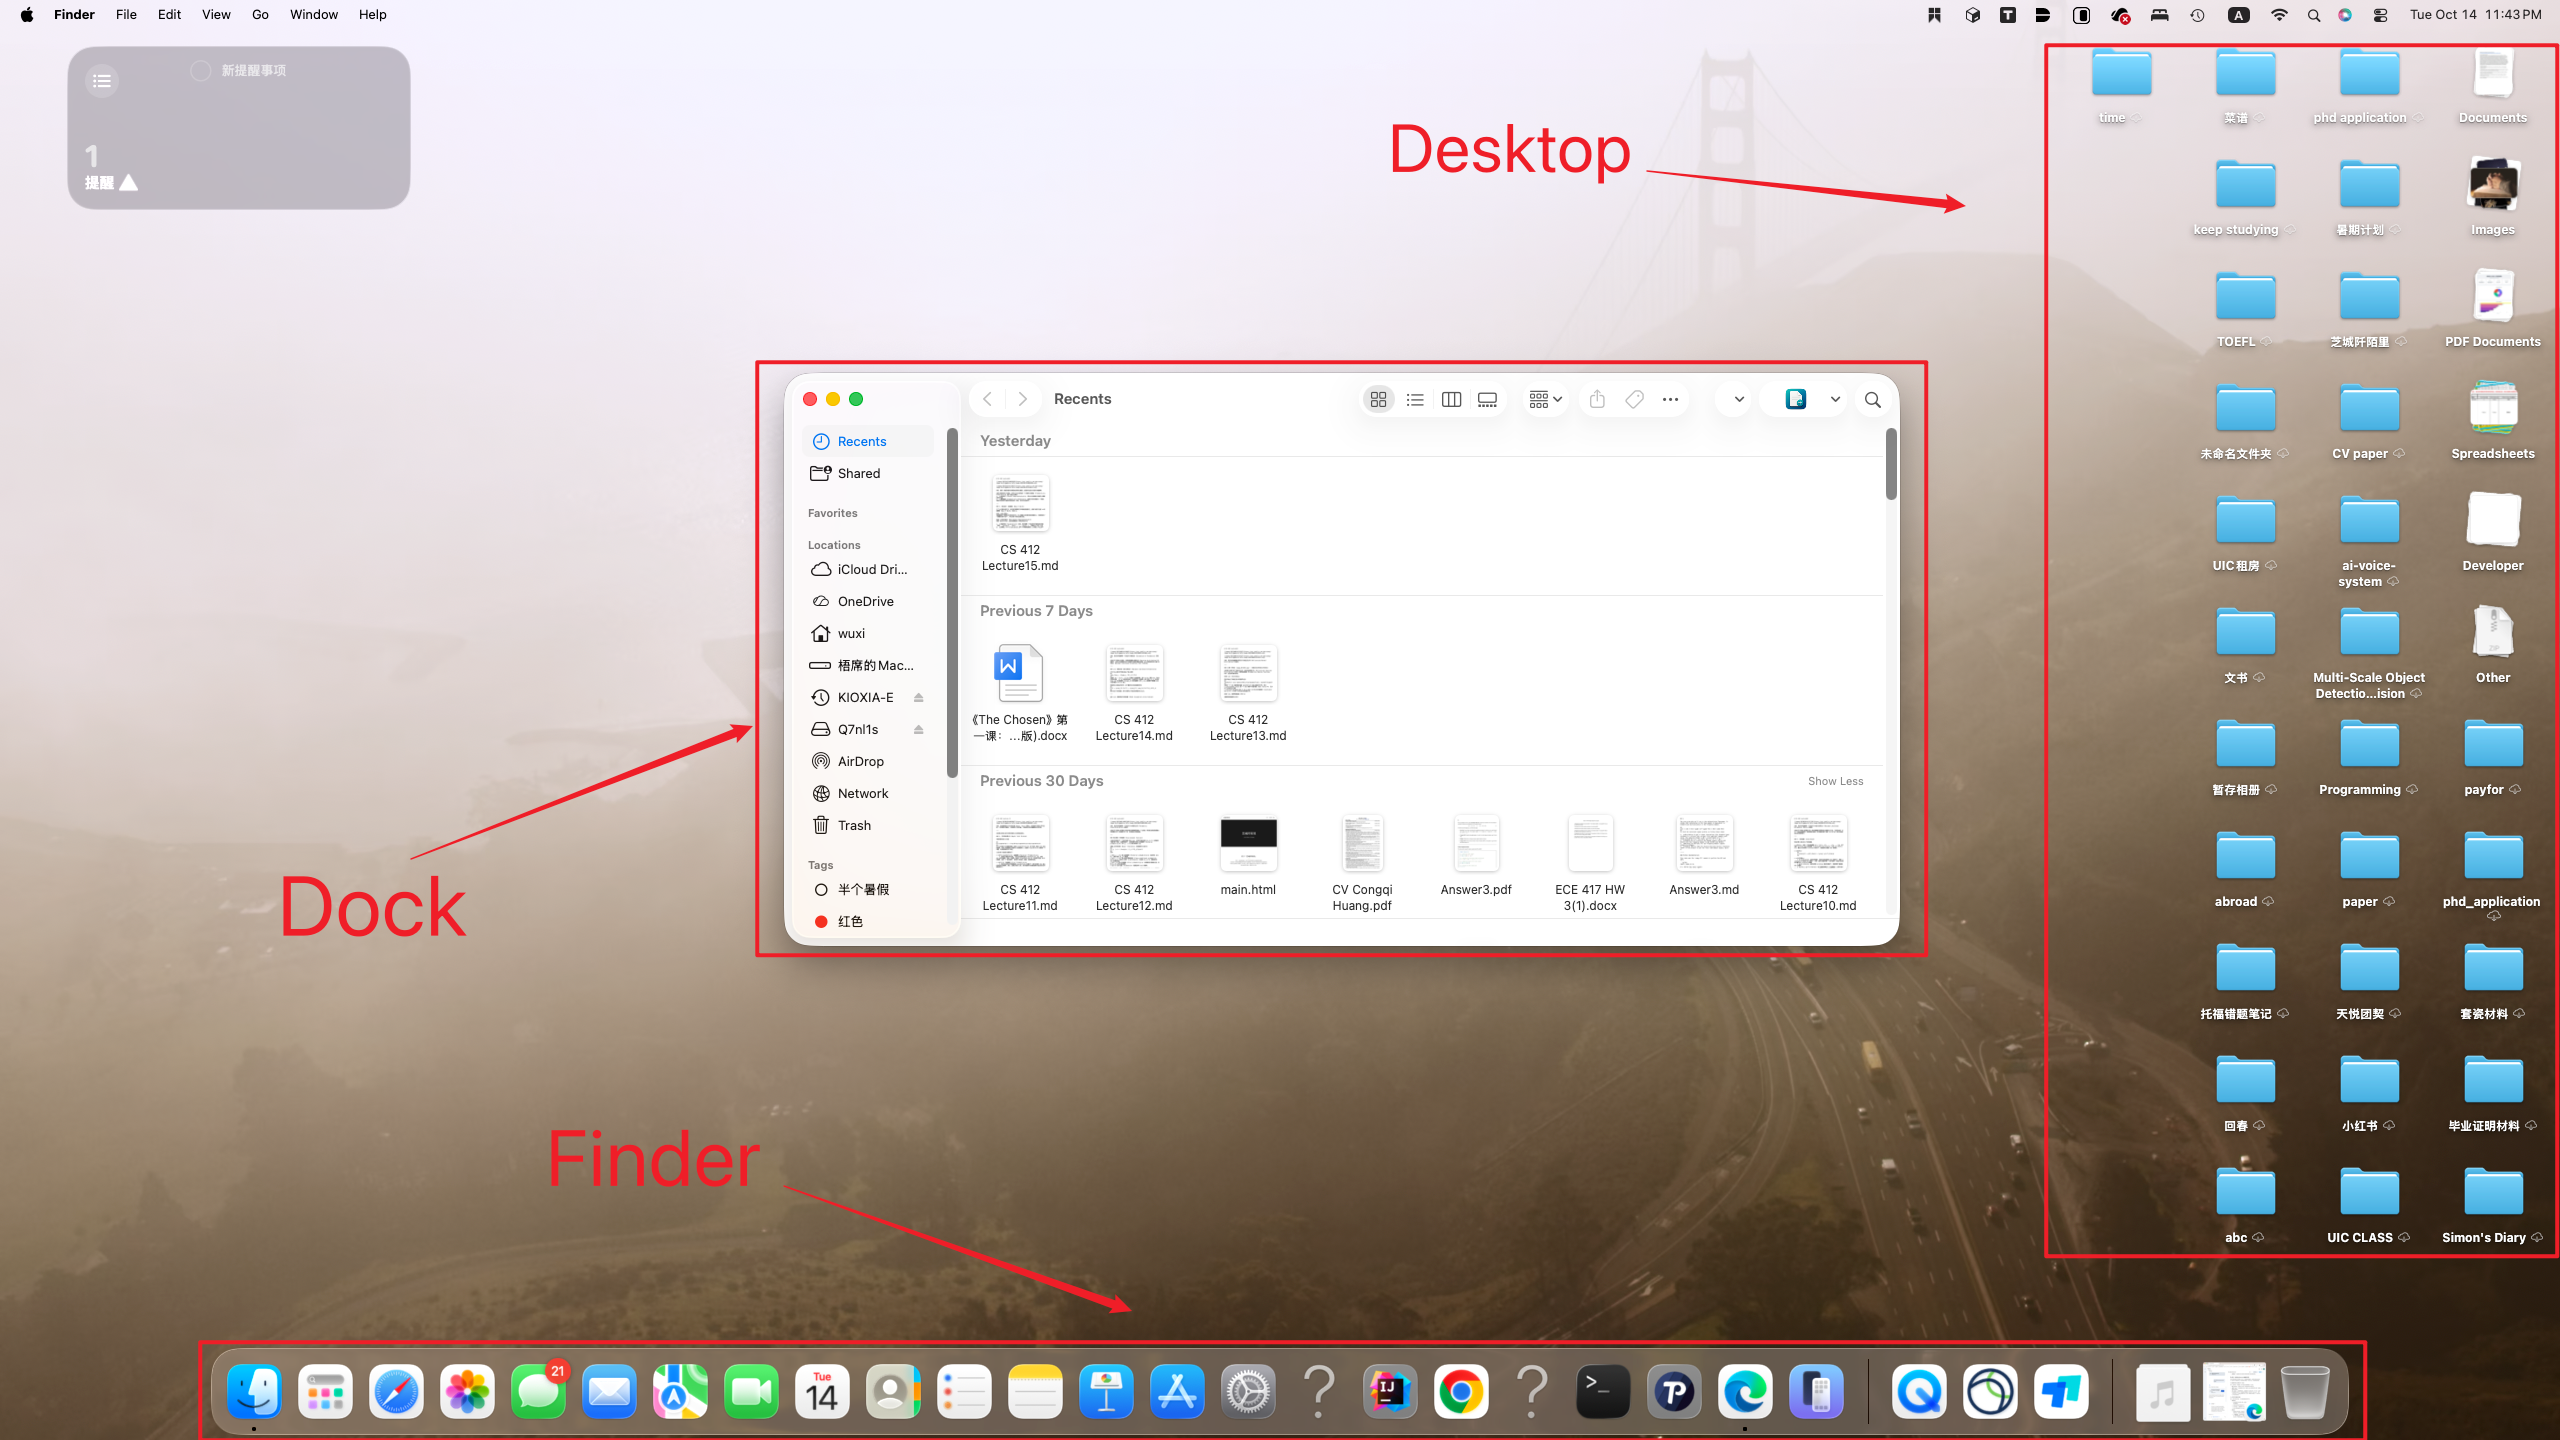 Finder File Edit View Go Window Help
A
Tue Oct 14 11:43 PM
新提醒事项
1
提醒
Desktop
time
菜谱
phd application
Documents
keep studying
暑期计划
Images
TOEFL
芝城阡陌里
PDF Documents
未命名文件夹
CV paper
Spreadsheets
UIC租房
ai-voice-
system
Developer
文书
Multi-Scale Object
Detectio...ision
Other
ZIP
暂存相册
Programming
payfor
abroad
paper
phd_application
托福错题笔记
天悦团契
套瓷材料
回春
小红书
毕业证明材料
abc
UIC CLASS
Simon's Diary
Recents
Recents
Shared
Favorites
Locations
iCloud Dri...
OneDrive
wuxi
梧席的Mac...
KIOXIA-E
Q7nl1s
AirDrop
Network
Trash
Tags
半个暑假
红色
Yesterday
CS 412
Lecture15.md
Previous 7 Days
W
《The Chosen》第
一课：...版).docx
CS 412
Lecture14.md
CS 412
Lecture13.md
Previous 30 Days
Show Less
CS 412
Lecture11.md
CS 412
Lecture12.md
main.html
CV Congqi
Huang.pdf
Answer3.pdf
ECE 417 HW
3(1).docx
Answer3.md
CS 412
Lecture10.md
Dock
Finder
21
Tue
14
IJ
>_